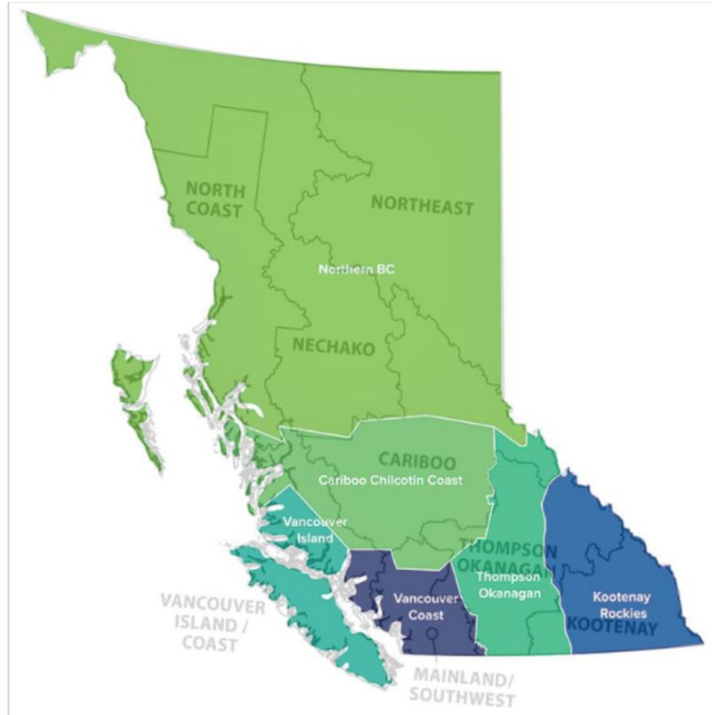 NORTH
COAST
NORTHEAST
Northern BC
NECHAKO
CARIBOO
Cariboo Chilcotin Coast
Vancouver
Island
THOMPSON
OKANAGAN
Thompson
Okanagan
Vancouver
Coast
Kootenay
Rockies
KOOTENAY
VANCOUVER
ISLAND /
COAST
MAINLAND/
SOUTHWEST